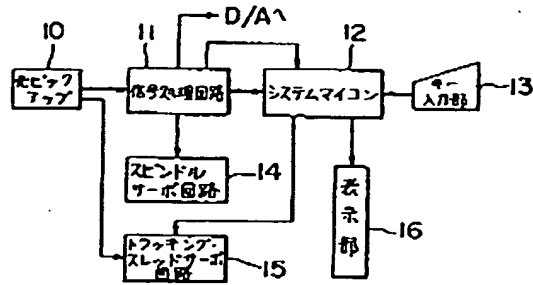 D/Aへ
10
11
12
光ピック
アップ
信号処理回路
システムマイコン
キー
入力部
13
スピンドル
サーボ回路
14
表示部
16
トラッキング・
スレッドサーボ
回路
15